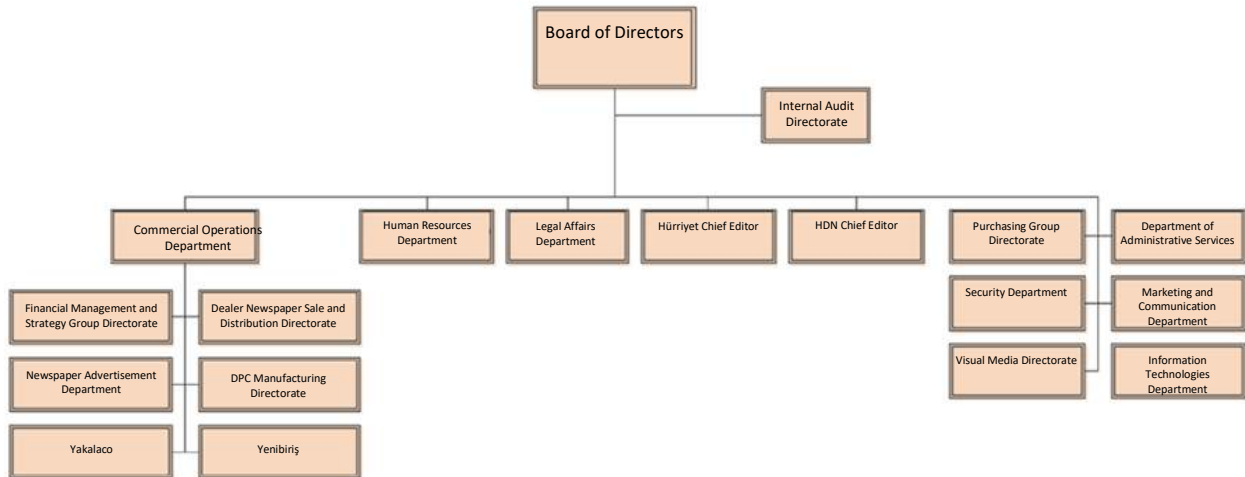 Board of Directors
Internal Audit
Directorate
Commercial Operations
Department
Human Resources
Department
Legal Affairs
Department
Hürriyet Chief Editor
HDN Chief Editor
Purchasing Group
Directorate
Department of
Administrative Services
Financial Management and
Strategy Group Directorate
Dealer Newspaper Sale and
Distribution Directorate
Security Department
Marketing and
Communication
Department
Newspaper Advertisement
Department
DPC Manufacturing
Directorate
Visual Media Directorate
Information
Technologies
Department
Yakalaco
Yenibiriş